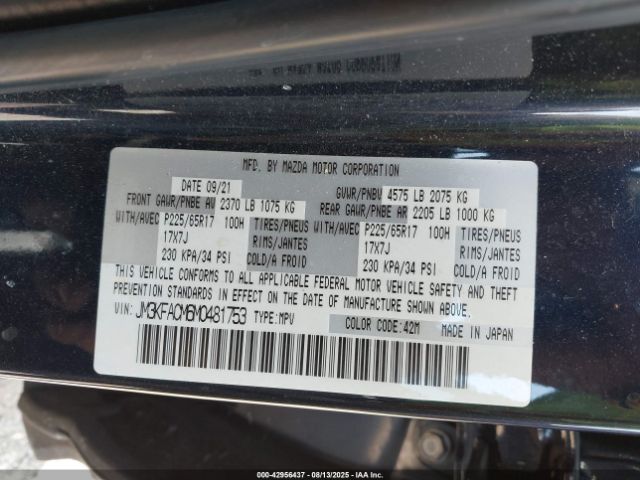 MFD. BY MAZDA MOTOR CORPORATION
DATE 09/21 GVWR/PNBV 4575 LB 2075 KG
FRONT GAWR/PNBE AV 2370 LB 1075 KG REAR GAWR/PNBE AR 2205 LB 1000 KG
WITH/AVEC P225/65R17 100H TIRES/PNEUS WITH/AVEC P225/65R17 100H TIRES/PNEUS
17X7J RIMS/JANTES 17X7J RIMS/JANTES
230 KPA/34 PSI COLD/A FROID 230 KPA/34 PSI COLD/A FROID
THIS VEHICLE CONFORMS TO ALL APPLICABLE FEDERAL MOTOR VEHICLE SAFETY AND THEFT
PREVENTION STANDARDS IN EFFECT ON THE DATE OF MANUFACTURE SHOWN ABOVE.
VIN: JM3KFACM6M0481753 TYPE:MPV COLOR CODE:42M MADE IN JAPAN
000-42956437 - 08/13/2025 - IAAI.COM